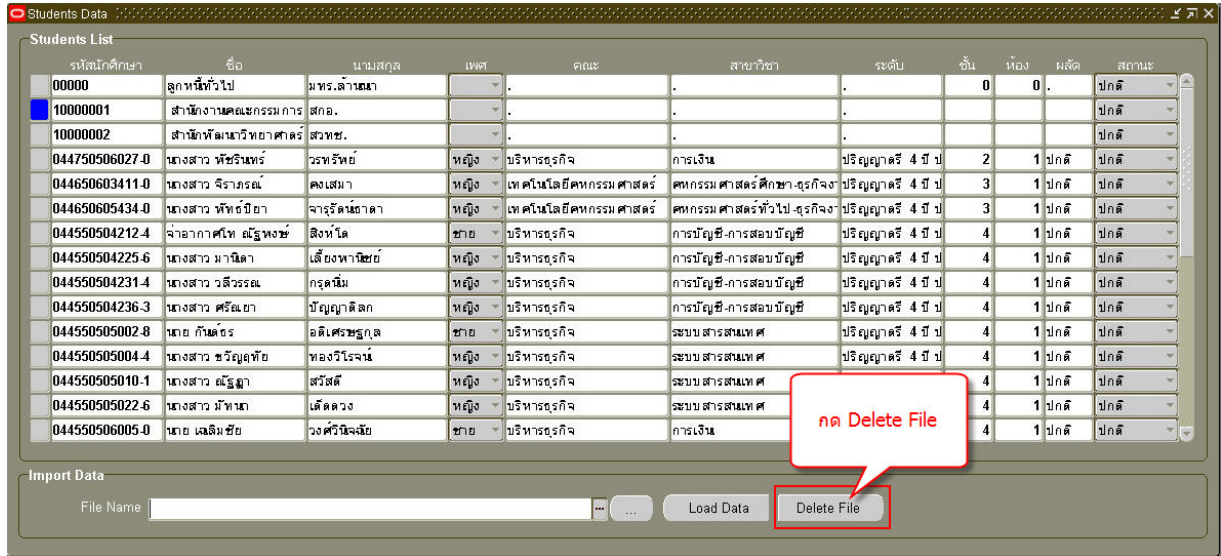 Students Data
Students List
รหัสนักศึกษา ชื่อ นามสกุล เพศ คณะ สาขาวิชา ระดับ ชั้น ห้อง ผลัด สถานะ
00000 ลูกหนี้ทั่วไป มทร.ล้านนา . . . 0 0 . ปกติ
10000001 สำนักงานคณะกรรมการ สกอ. . . . ปกติ
10000002 สำนักพัฒนาวิทยาศาตร์ สวทช. . . . ปกติ
044750506027-0 นางสาว พัชรินทร์ วรทรัพย์ หญิง บริหารธุรกิจ การเงิน ปริญญาตรี 4 ปี ป 2 1 ปกติ ปกติ
044650603411-0 นางสาว จิราภรณ์ คงเสมา หญิง เทคโนโลยีคหกรรมศาสตร์ คหกรรมศาสตร์ศึกษา-ธุรกิจงา ปริญญาตรี 4 ปี ป 3 1 ปกติ ปกติ
044650605434-0 นางสาว พัทธ์ปิยา จารุรัตน์ธาดา หญิง เทคโนโลยีคหกรรมศาสตร์ คหกรรมศาสตร์ทั่วไป-ธุรกิจงา ปริญญาตรี 4 ปี ป 3 1 ปกติ ปกติ
044550504212-4 จ่าอากาศโท ณัฐพงษ์ สิงห์โต ชาย บริหารธุรกิจ การบัญชี-การสอบบัญชี ปริญญาตรี 4 ปี ป 4 1 ปกติ ปกติ
044550504225-6 นางสาว มานิตา เลี้ยงพานิชย์ หญิง บริหารธุรกิจ การบัญชี-การสอบบัญชี ปริญญาตรี 4 ปี ป 4 1 ปกติ ปกติ
044550504231-4 นางสาว วลีวรรณ กรุดนิ่ม หญิง บริหารธุรกิจ การบัญชี-การสอบบัญชี ปริญญาตรี 4 ปี ป 4 1 ปกติ ปกติ
044550504236-3 นางสาว ศรัณยา ปัญญาดิลก หญิง บริหารธุรกิจ การบัญชี-การสอบบัญชี ปริญญาตรี 4 ปี ป 4 1 ปกติ ปกติ
044550505002-8 นาย กันต์ธร อดิเศรษฐกุล ชาย บริหารธุรกิจ ระบบสารสนเทศ ปริญญาตรี 4 ปี ป 4 1 ปกติ ปกติ
044550505004-4 นางสาว ขวัญฤทัย ทองวิโรจน์ หญิง บริหารธุรกิจ ระบบสารสนเทศ ปริญญาตรี 4 ปี ป 4 1 ปกติ ปกติ
044550505010-1 นางสาว ณัฐฏา สวัสดี หญิง บริหารธุรกิจ ระบบสารสนเทศ 4 1 ปกติ ปกติ
044550505022-6 นางสาว มัทนา เด็ดดวง หญิง บริหารธุรกิจ ระบบสารสนเทศ 4 1 ปกติ ปกติ
044550506005-0 นาย เฉลิมชัย วงศ์วินิจฉัย ชาย บริหารธุรกิจ การเงิน 4 1 ปกติ ปกติ
กด Delete File
Import Data
File Name ... ... Load Data Delete File